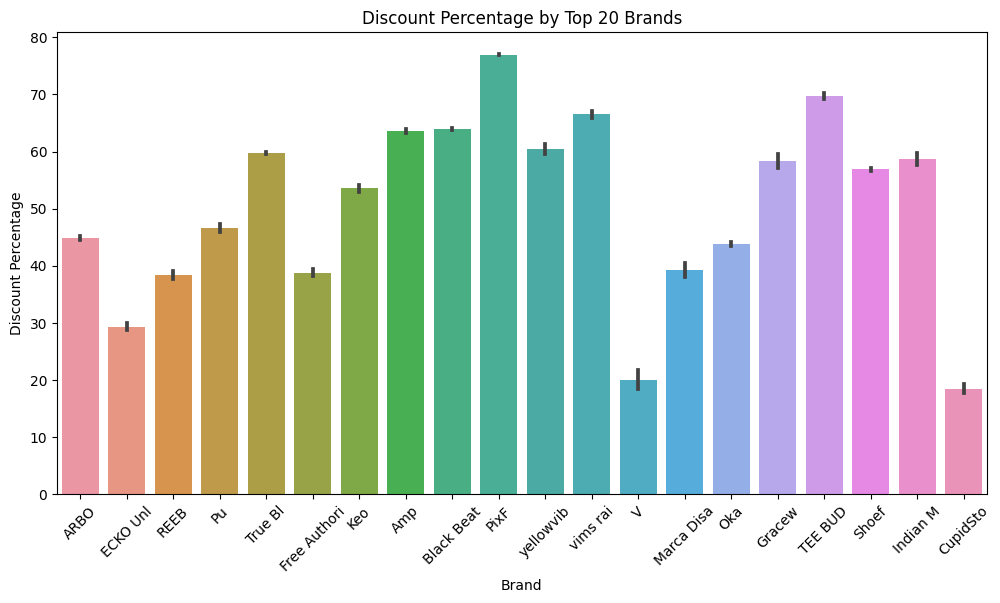 Discount Percentage by Top 20 Brands
Discount Percentage
80
70
60
50
40
30
20
10
0
ARBO
ECKO Unl
REEB
Pu
True Bl
Free Authori
Keo
Amp
Black Beat
PixF
yellowvib
vims rai
V
Marca Disa
Oka
Gracew
TEE BUD
Shoef
Indian M
CupidSto
Brand